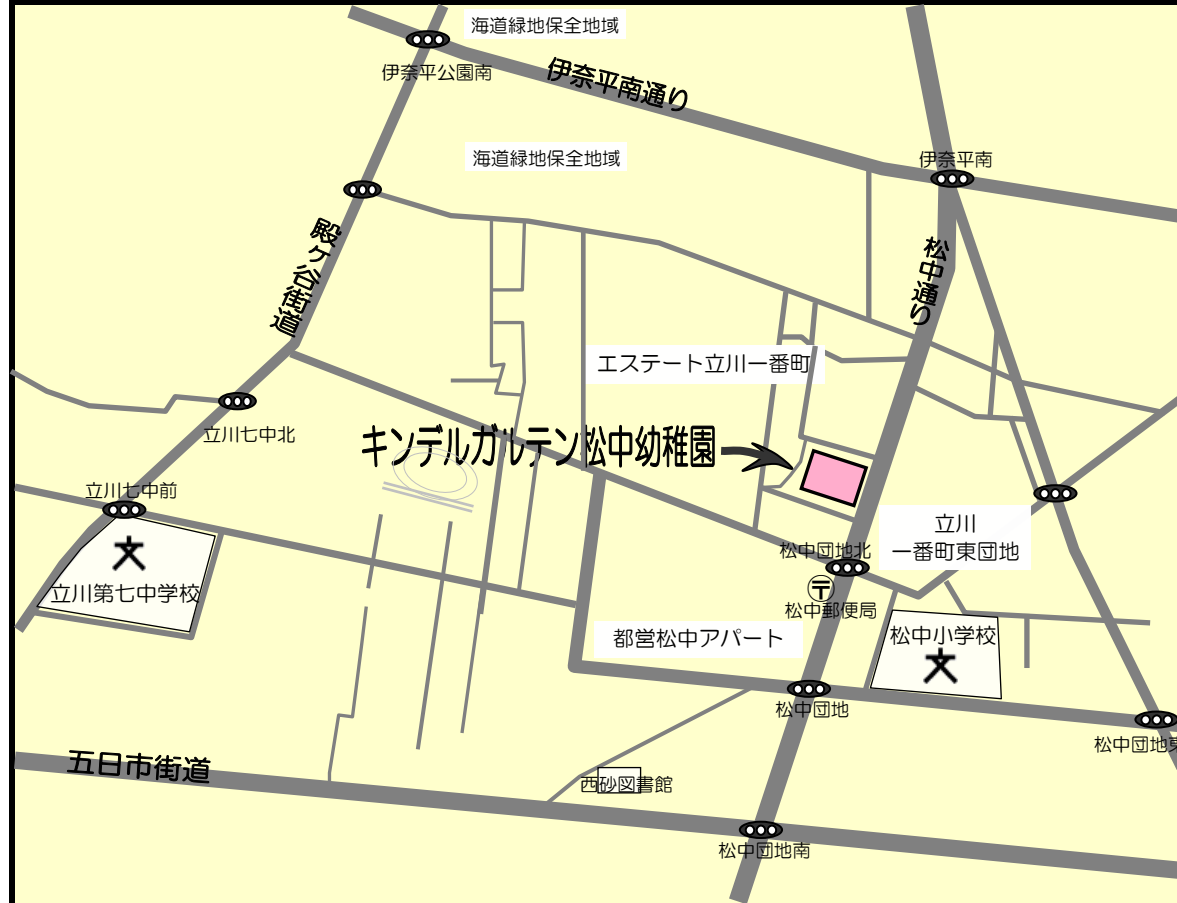 海道緑地保全地域
伊奈平公園南
伊奈平南通り
海道緑地保全地域
伊奈平南
殿ヶ谷街道
松中通り
エステート立川一番町
立川七中北
キンデルガルテン松中幼稚園
立川七中前
立川
一番町東団地
松中団地北
立川第七中学校
〒
松中郵便局
都営松中アパート
松中小学校
文
文
松中団地
松中団地東
五日市街道
西砂図書館
松中団地南